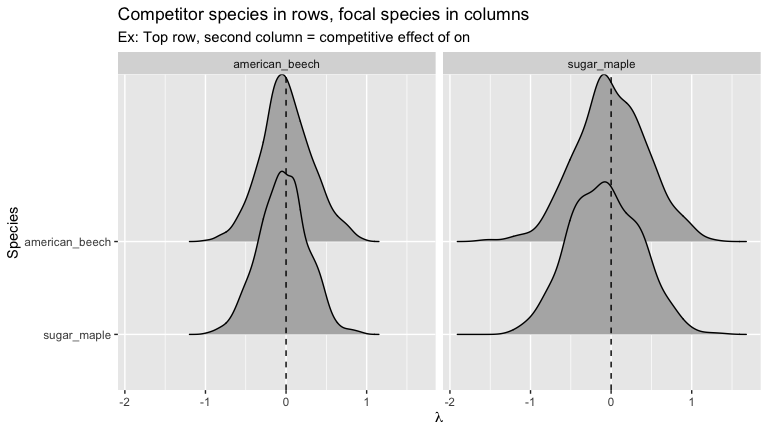 Competitor species in rows, focal species in columns
Ex: Top row, second column = competitive effect of on
american_beech
sugar_maple
Species
american_beech
sugar_maple
-2 -1 0 1 -2 -1 0 1
λ